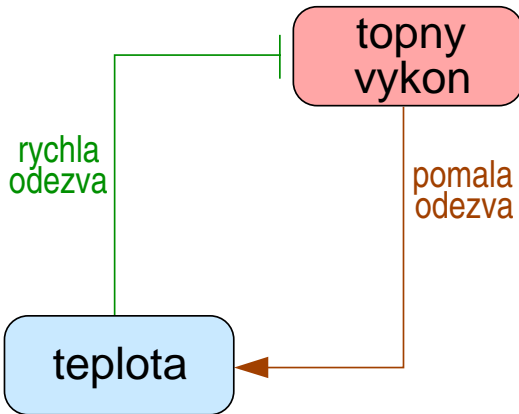 topny
vykon
rychla
odezva
pomala
odezva
teplota